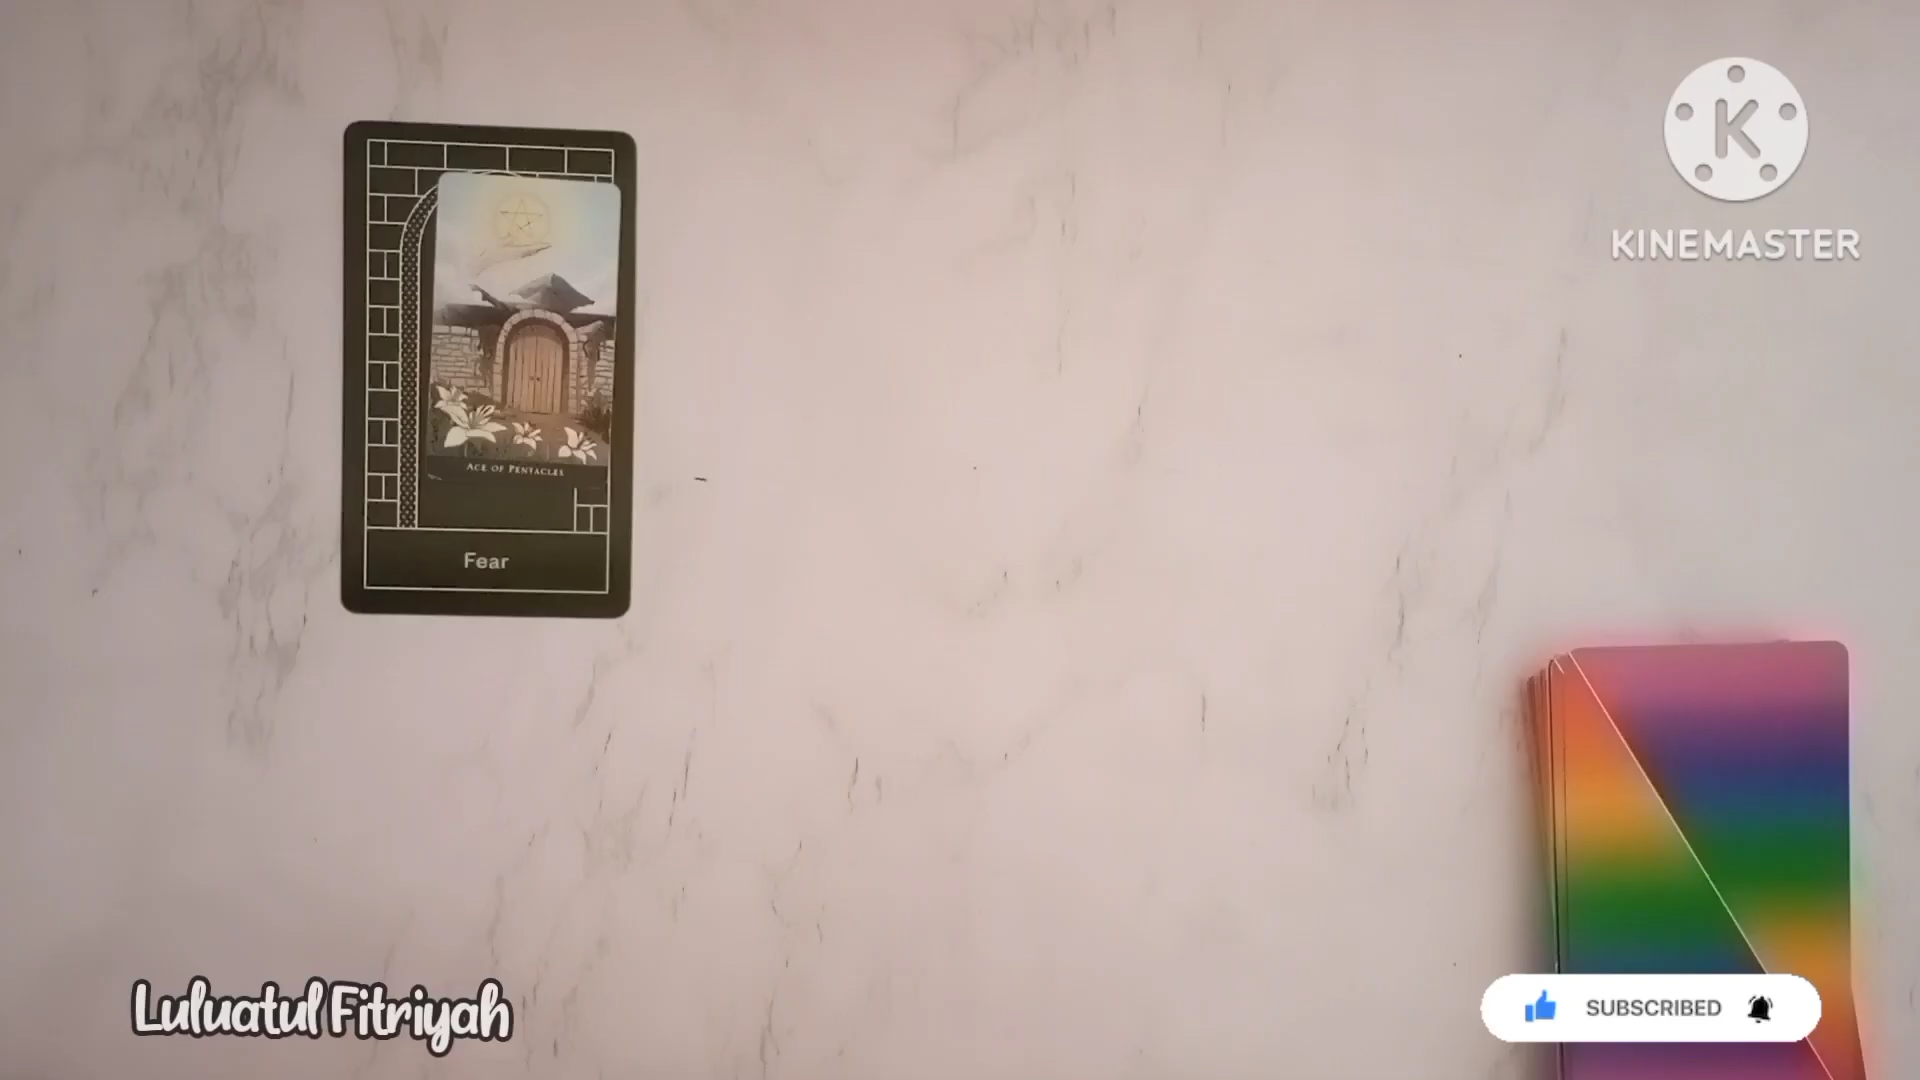 K
KINEMASTER
ACE OF PENTACLES
Fear
Luluatul Fitriyah
SUBSCRIBED